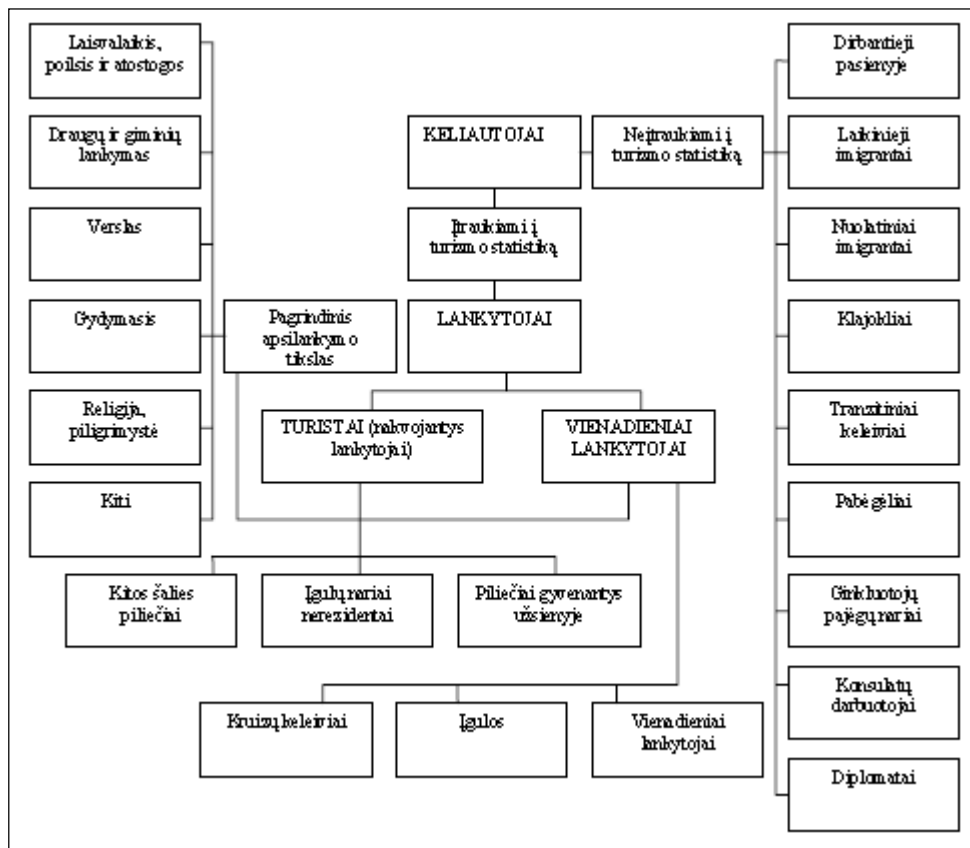 Laisvalaikis,
poilsis ir atostogos
Draugų ir giminių
lankymas
Verslas
Gydymasis
Religija,
piligrimystė
Kiti
Pagrindinis
apsilankymo
tikslas
KELIAUTOJAI
Neįtraukiami į
turizmo statistiką
Įtraukiami į
turizmo statistiką
LANKYTOJAI
TURISTAI (nakvojantys
lankytojai)
VIENADIENIAI
LANKYTOJAI
Kitos šalies
piliečiai
Įgulų nariai
nerezidentai
Piliečiai gyvenantys
užsienyje
Kruizų keleiviai
Įgulos
Vienadieniai
lankytojai
Dirbantieji
pasienyje
Laikinieji
imigrantai
Nuolatiniai
imigrantai
Klajokliai
Tranzitiniai
keleiviai
Pabėgėliai
Ginkluotojų
pajėgų nariai
Konsulatų
darbuotojai
Diplomatai